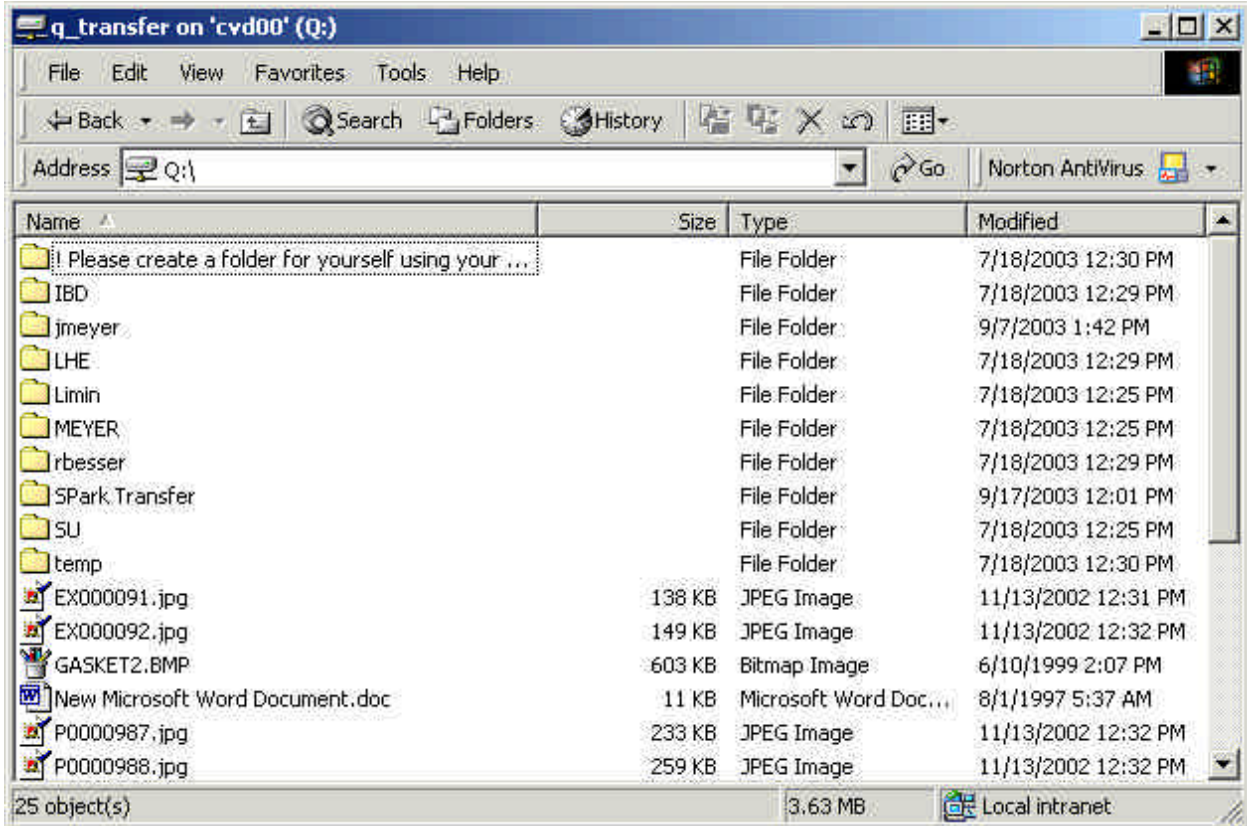 q_transfer on 'cvd00' (Q:)
File Edit View Favorites Tools Help
Back Search Folders History
Address Q:\ Go Norton AntiVirus
Name Size Type Modified
! Please create a folder for yourself using your ... File Folder 7/18/2003 12:30 PM
IBD File Folder 7/18/2003 12:29 PM
jmeyer File Folder 9/7/2003 1:42 PM
LHE File Folder 7/18/2003 12:29 PM
Limin File Folder 7/18/2003 12:25 PM
MEYER File Folder 7/18/2003 12:25 PM
rbesser File Folder 7/18/2003 12:29 PM
SPark Transfer File Folder 9/17/2003 12:01 PM
SU File Folder 7/18/2003 12:25 PM
temp File Folder 7/18/2003 12:30 PM
EX000091.jpg 138 KB JPEG Image 11/13/2002 12:31 PM
EX000092.jpg 149 KB JPEG Image 11/13/2002 12:32 PM
GASKET2.BMP 603 KB Bitmap Image 6/10/1999 2:07 PM
New Microsoft Word Document.doc 11 KB Microsoft Word Doc... 8/1/1997 5:37 AM
P0000987.jpg 233 KB JPEG Image 11/13/2002 12:32 PM
P0000988.jpg 259 KB JPEG Image 11/13/2002 12:32 PM
25 object(s) 3.63 MB Local intranet